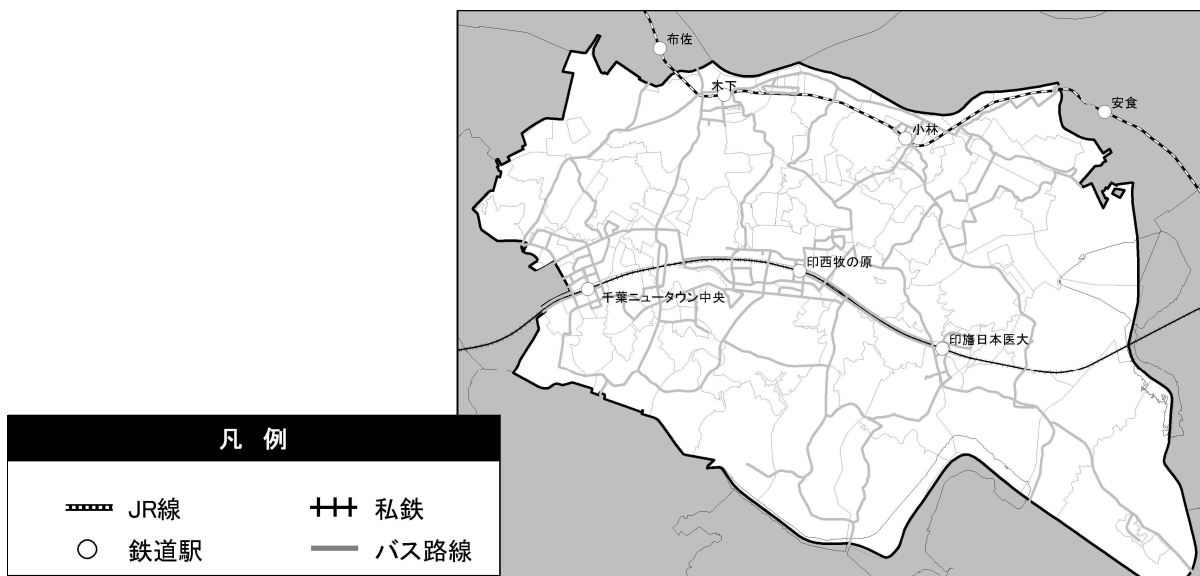 布佐
木下
安食
小林
印西牧の原
千葉ニュータウン中央
印旛日本医大
凡 例
JR線
私鉄
鉄道駅
バス路線